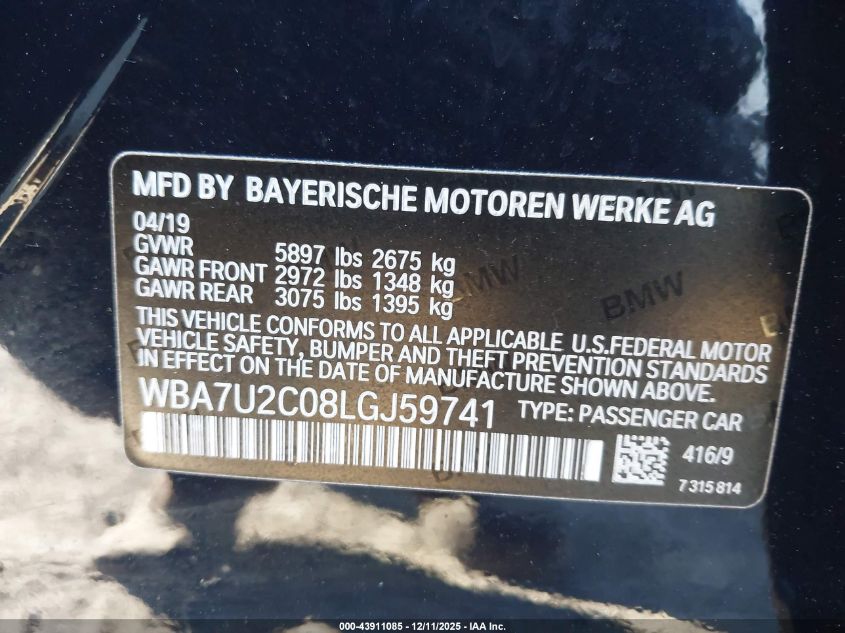 MFD BY BAYERISCHE MOTOREN WERKE AG
04/19
GVWR 5897 lbs 2675 kg
GAWR FRONT 2972 lbs 1348 kg
GAWR REAR 3075 lbs 1395 kg
THIS VEHICLE CONFORMS TO ALL APPLICABLE U.S.FEDERAL MOTOR
VEHICLE SAFETY, BUMPER AND THEFT PREVENTION STANDARDS
IN EFFECT ON THE DATE OF MANUFACTURE SHOWN ABOVE.
WBA7U2C08LGJ59741 TYPE: PASSENGER CAR
416/9
7315814
BMW
BMW
000-43911085 - 12/11/2025 - IAA Inc.